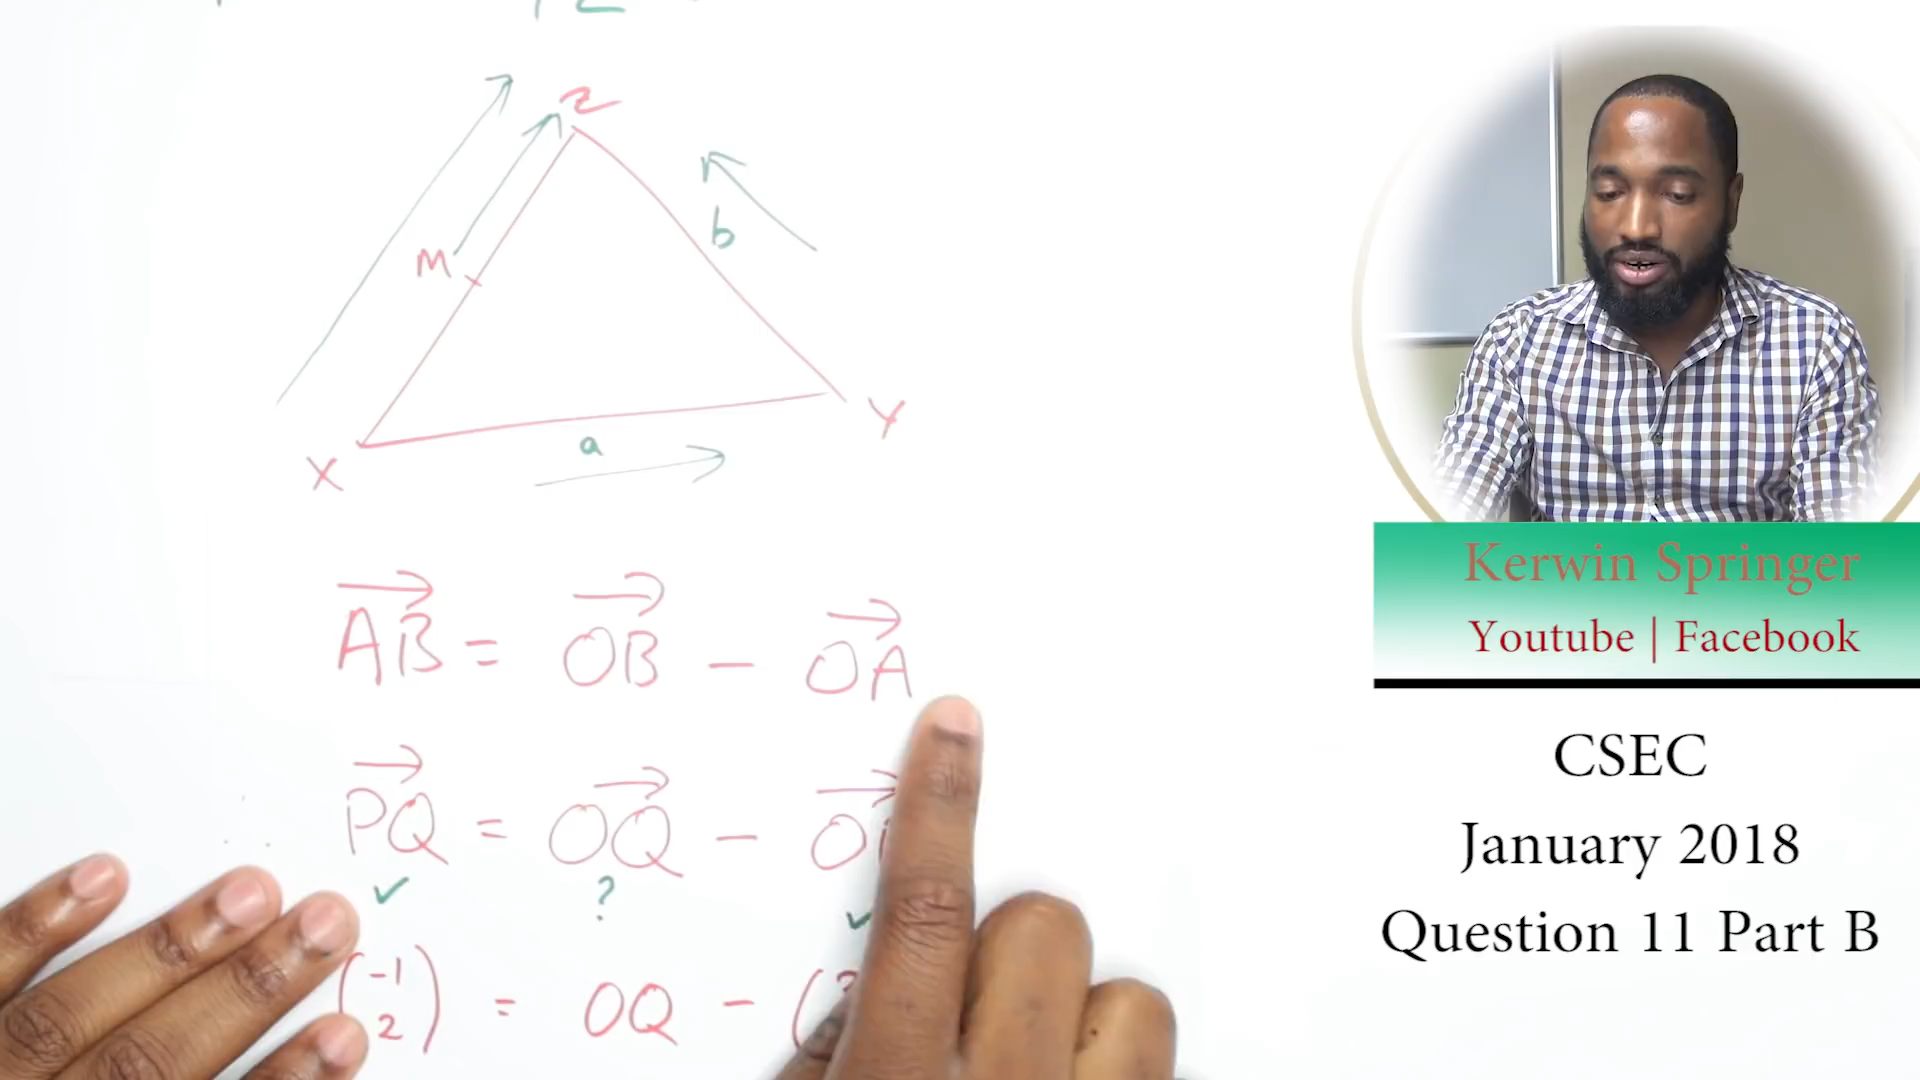 Z
M
b
Y
a
X
AB = OB - OA
PQ = OQ -
✓ ? ✓
(-1
2) = OQ - (
Kerwin Springer
Youtube | Facebook
CSEC
January 2018
Question 11 Part B